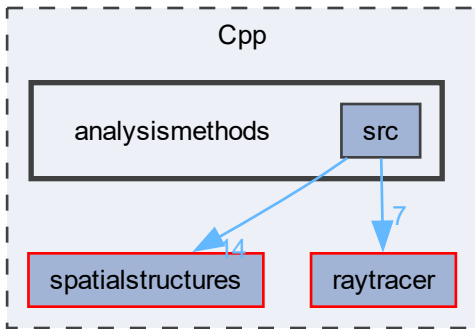 Cpp
analysismethods
src
14
7
spatialstructures
raytracer